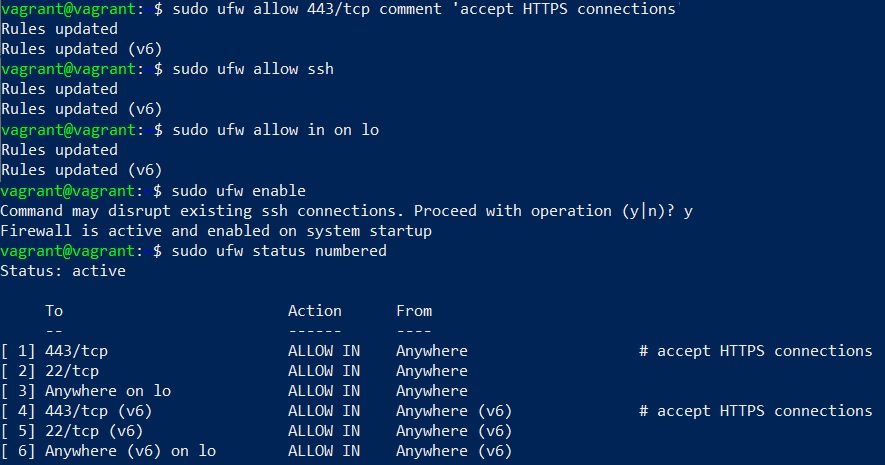 vagrant@vagrant:~$ sudo ufw allow 443/tcp comment 'accept HTTPS connections'
Rules updated
Rules updated (v6)
vagrant@vagrant:~$ sudo ufw allow ssh
Rules updated
Rules updated (v6)
vagrant@vagrant:~$ sudo ufw allow in on lo
Rules updated
Rules updated (v6)
vagrant@vagrant:~$ sudo ufw enable
Command may disrupt existing ssh connections. Proceed with operation (y|n)? y
Firewall is active and enabled on system startup
vagrant@vagrant:~$ sudo ufw status numbered
Status: active
To Action From
-- ------ ----
[ 1] 443/tcp ALLOW IN Anywhere # accept HTTPS connections
[ 2] 22/tcp ALLOW IN Anywhere
[ 3] Anywhere on lo ALLOW IN Anywhere
[ 4] 443/tcp (v6) ALLOW IN Anywhere (v6) # accept HTTPS connections
[ 5] 22/tcp (v6) ALLOW IN Anywhere (v6)
[ 6] Anywhere (v6) on lo ALLOW IN Anywhere (v6)